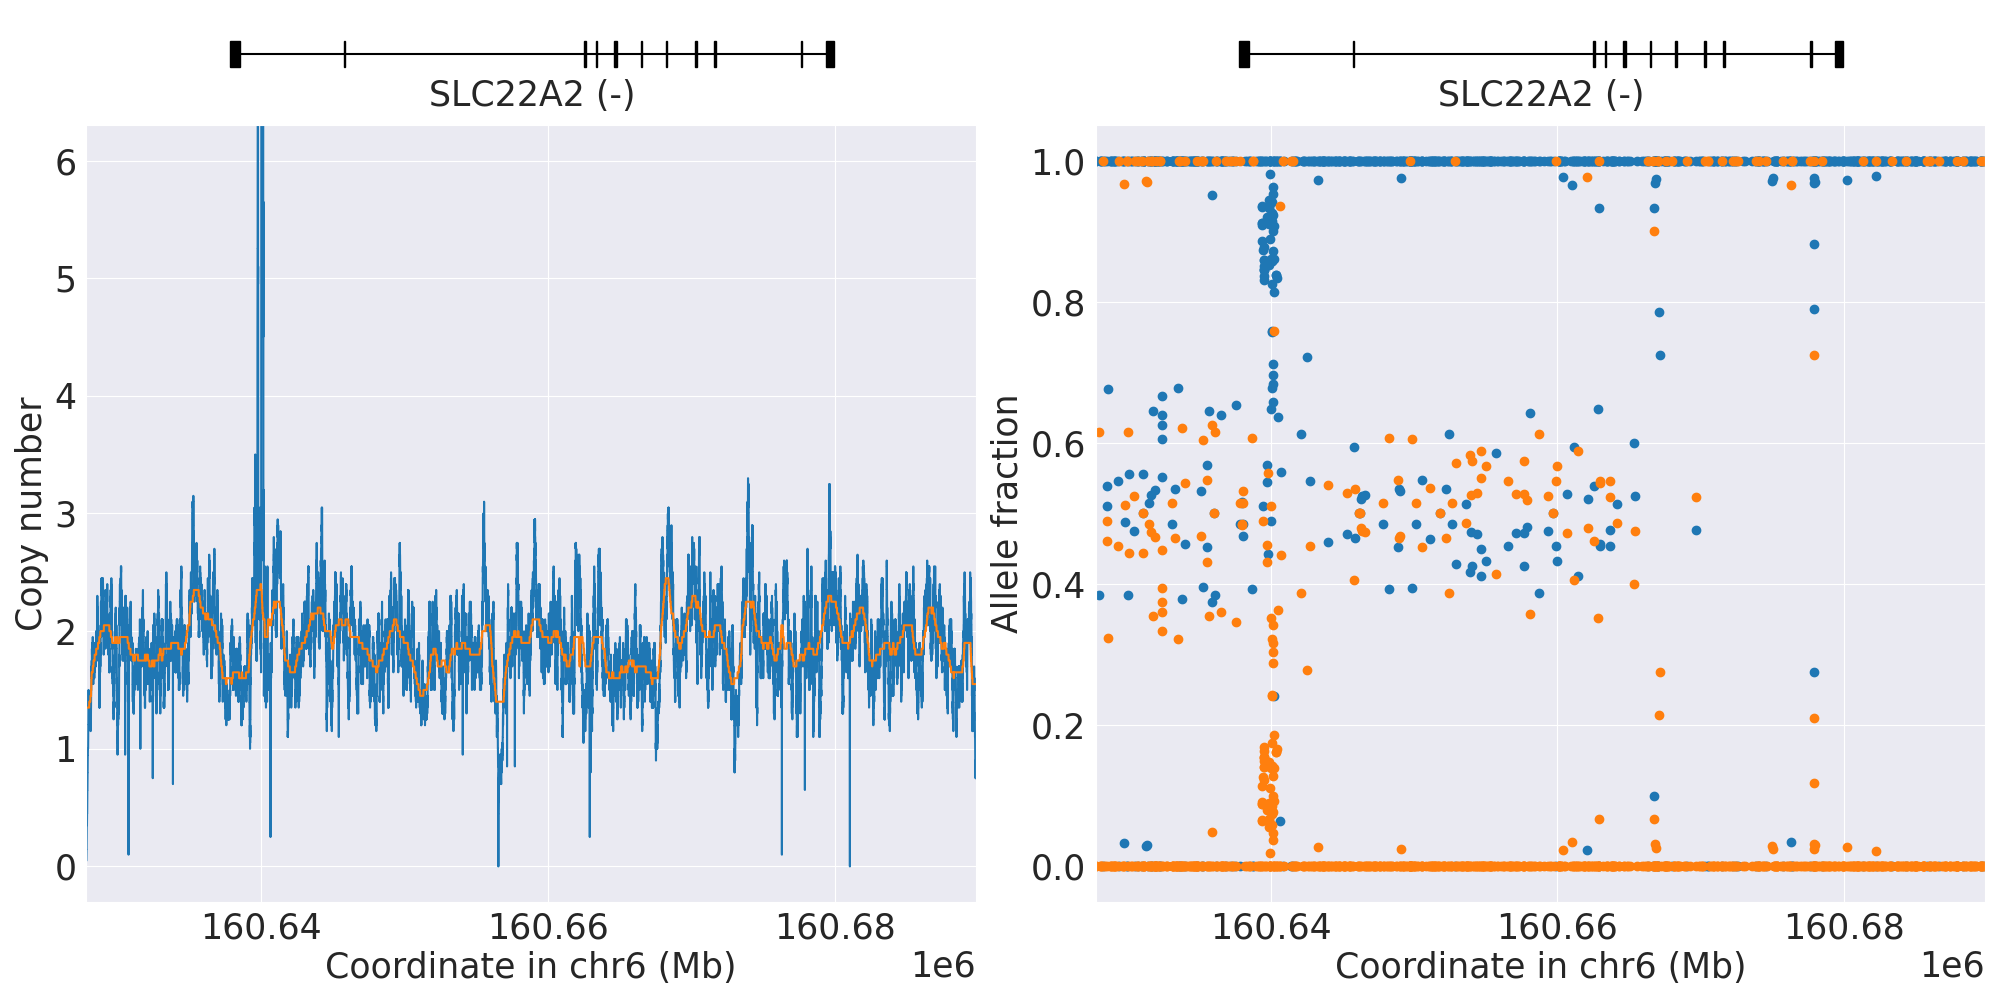 SLC22A2 (-)
6
5
4
3
2
1
0
Copy number
160.64 160.66 160.68
Coordinate in chr6 (Mb) 1e6
SLC22A2 (-)
1.0
0.8
0.6
0.4
0.2
0.0
Allele fraction
160.64 160.66 160.68
Coordinate in chr6 (Mb) 1e6